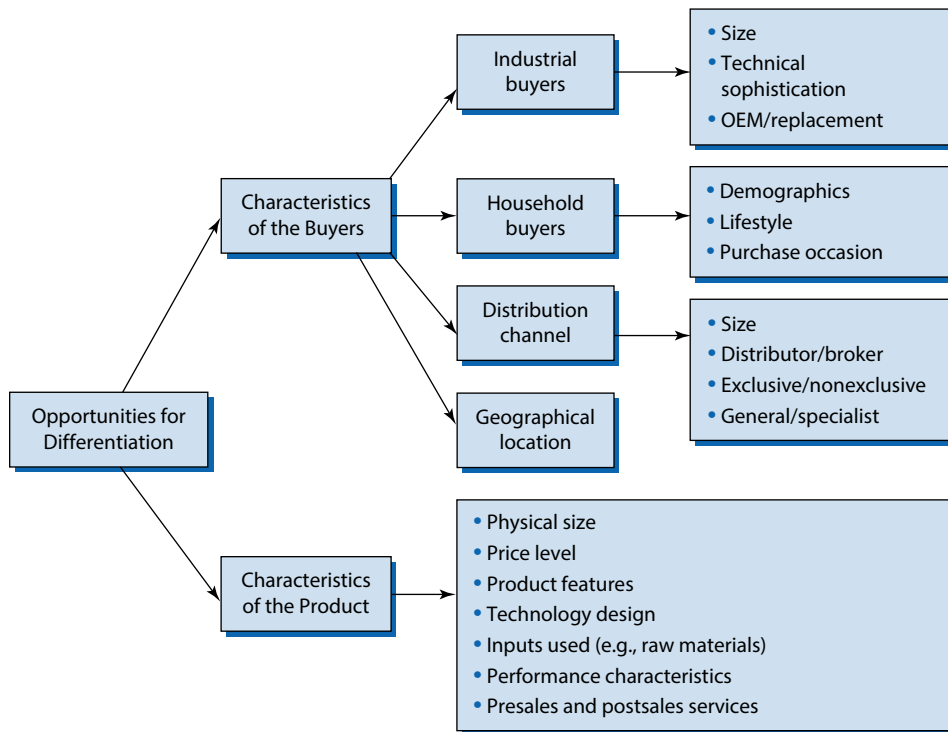 Opportunities for
Differentiation
Characteristics
of the Buyers
Industrial
buyers
• Size
• Technical
sophistication
• OEM/replacement
Household
buyers
• Demographics
• Lifestyle
• Purchase occasion
Distribution
channel
• Size
• Distributor/broker
• Exclusive/nonexclusive
• General/specialist
Geographical
location
Characteristics
of the Product
• Physical size
• Price level
• Product features
• Technology design
• Inputs used (e.g., raw materials)
• Performance characteristics
• Presales and postsales services